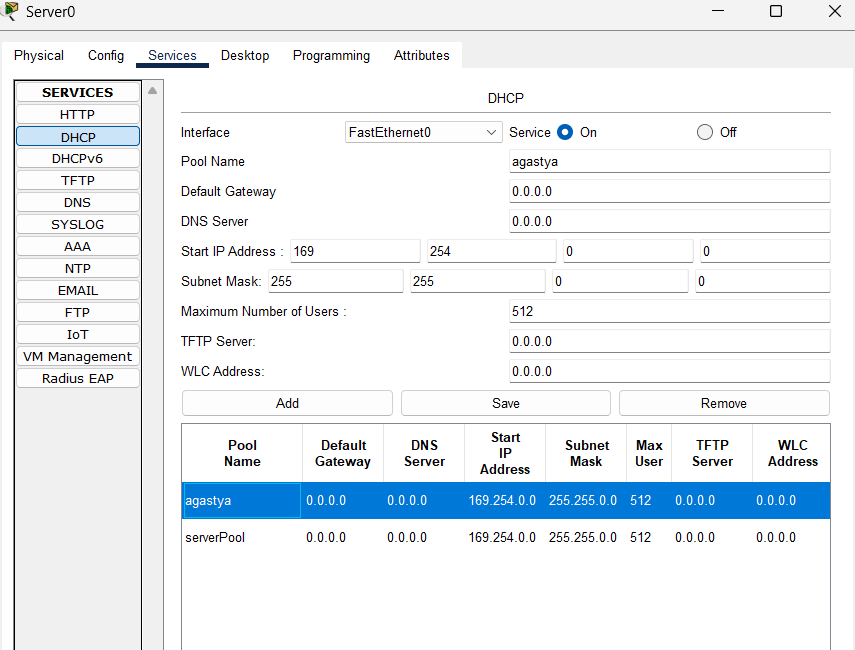 Server0
Physical Config Services Desktop Programming Attributes
SERVICES
HTTP
DHCP
DHCPv6
TFTP
DNS
SYSLOG
AAA
NTP
EMAIL
FTP
IoT
VM Management
Radius EAP
DHCP
Interface FastEthernet0 Service On Off
Pool Name agastya
Default Gateway 0.0.0.0
DNS Server 0.0.0.0
Start IP Address : 169 254 0 0
Subnet Mask: 255 255 0 0
Maximum Number of Users : 512
TFTP Server: 0.0.0.0
WLC Address: 0.0.0.0
Add Save Remove
Pool Name Default Gateway DNS Server Start IP Address Subnet Mask Max User TFTP Server WLC Address
agastya 0.0.0.0 0.0.0.0 169.254.0.0 255.255.0.0 512 0.0.0.0 0.0.0.0
serverPool 0.0.0.0 0.0.0.0 169.254.0.0 255.255.0.0 512 0.0.0.0 0.0.0.0